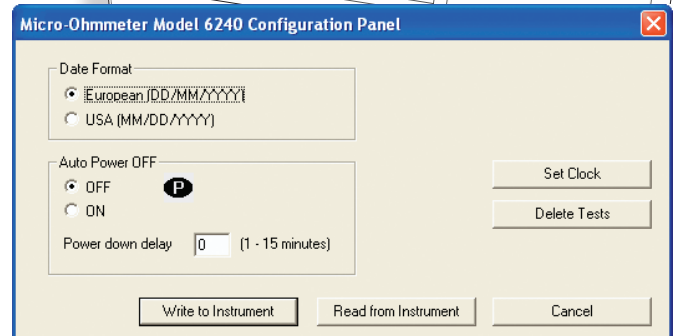 Micro-Ohmmeter Model 6240 Configuration Panel
Date Format
European (DD/MM/YYYY)
USA (MM/DD/YYYY)
Auto Power OFF
OFF
P
ON
Power down delay 0 (1 - 15 minutes)
Set Clock
Delete Tests
Write to Instrument
Read from Instrument
Cancel